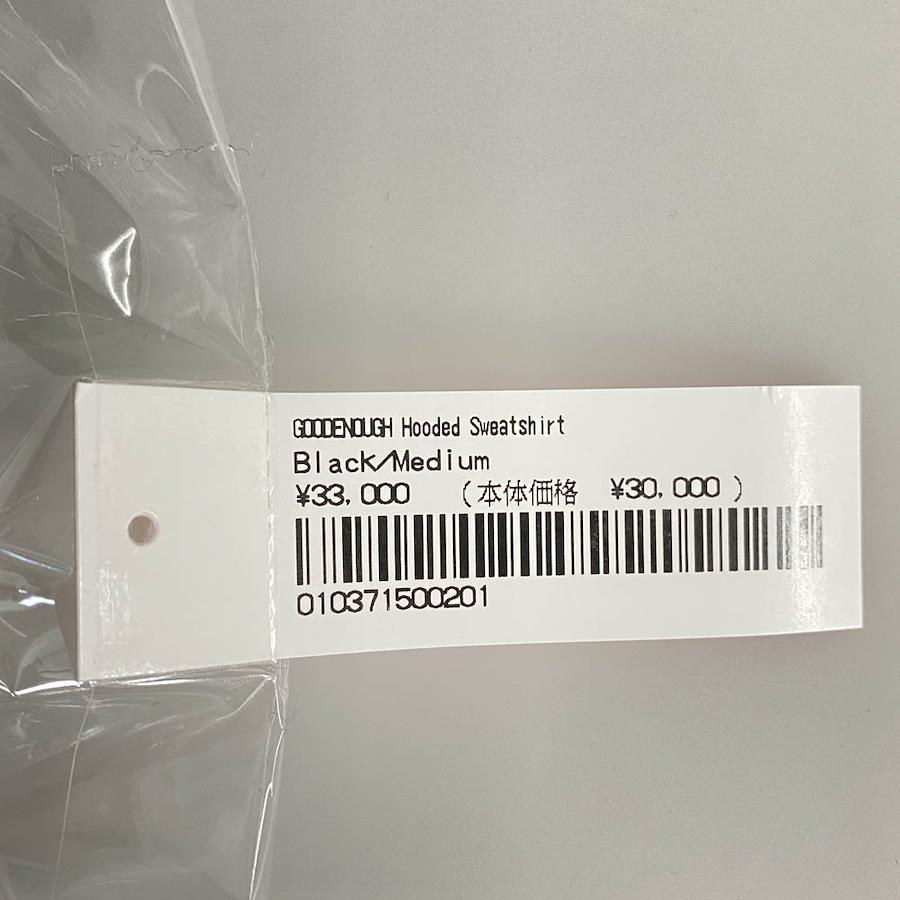 GOODENOUGH Hooded Sweatshirt
Black/Medium
¥33,000 (本体価格 ¥30,000)
010371500201